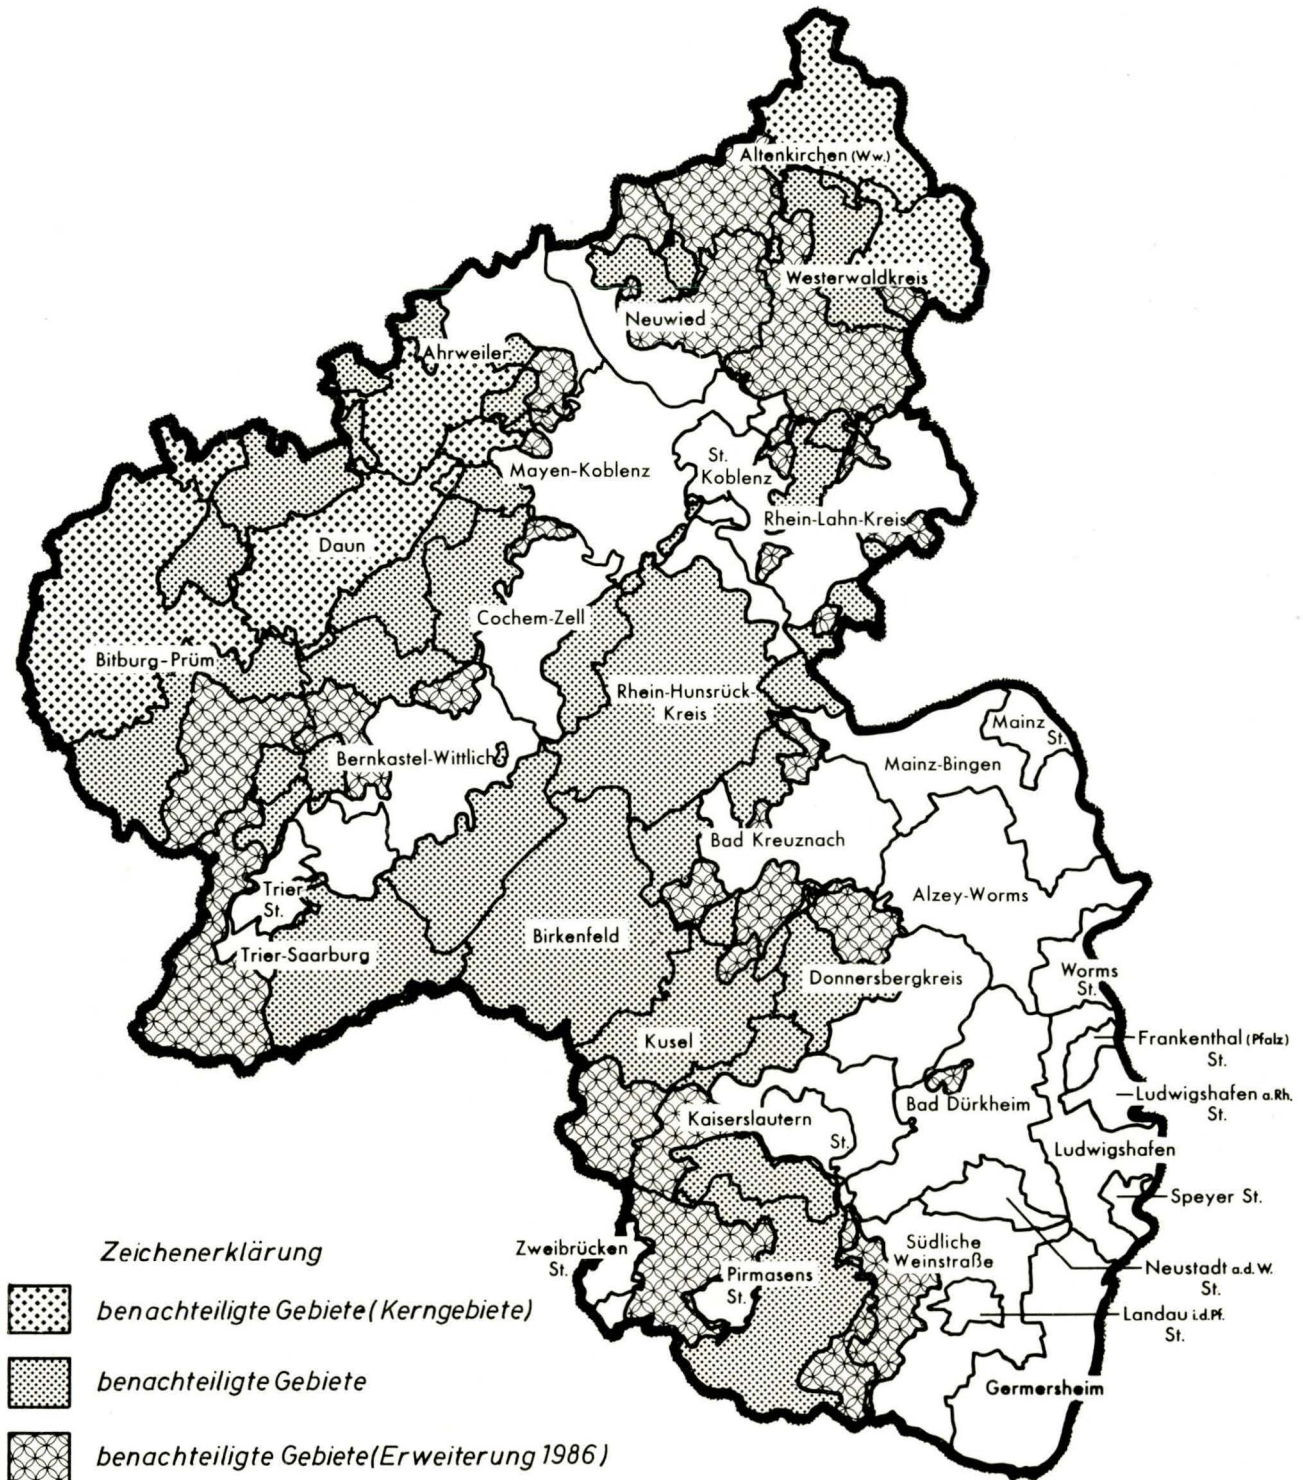 Altenkirchen (Ww.)
Westerwaldkreis
Neuwied
Ahrweiler
Mayen-Koblenz
St.
Koblenz
Rhein-Lahn-Kreis
Daun
Cochem-Zell
Bitburg-Prüm
Rhein-Hunsrück-
Kreis
Mainz
St.
Bernkastel-Wittlich
Mainz-Bingen
Bad Kreuznach
Trier
St.
Alzey-Worms
Birkenfeld
Trier-Saarburg
Donnersbergkreis
Worms
St.
Kusel
Frankenthal (Pfalz)
St.
Ludwigshafen a.Rh.
St.
Bad Dürkheim
Kaiserslautern
St.
Ludwigshafen
Speyer St.
Zweibrücken
St.
Südliche
Weinstraße
Pirmasens
St.
Neustadt a.d.W.
St.
Landau i.d.Pf.
St.
Germersheim
Zeichenerklärung
benachteiligte Gebiete (Kerngebiete)
benachteiligte Gebiete
benachteiligte Gebiete (Erweiterung 1986)